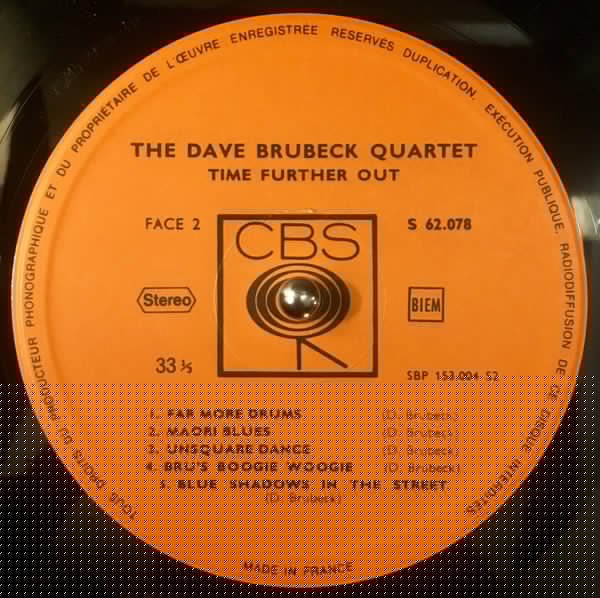 TOUS DROITS DU PRODUCTEUR PHONOGRAPHIQUE ET DU PROPRIÉTAIRE DE L'ŒUVRE ENREGISTRÉE RESERVÉS DUPLICATION. EXÉCUTION PUBLIQUE. RADIODIFFUSION DE CE DISQUE INTERDITES
THE DAVE BRUBECK QUARTET
TIME FURTHER OUT
FACE 2
S 62.078
CBS
Stereo
BIEM
33 ⅓
SBP 153.004 S2
1. FAR MORE DRUMS (D. Brubeck)
2. MAORI BLUES (D. Brubeck)
3. UNSQUARE DANCE (D. Brubeck)
4. BRU'S BOOGIE WOOGIE (D. Brubeck)
5. BLUE SHADOWS IN THE STREET
(D. Brubeck)
MADE IN FRANCE